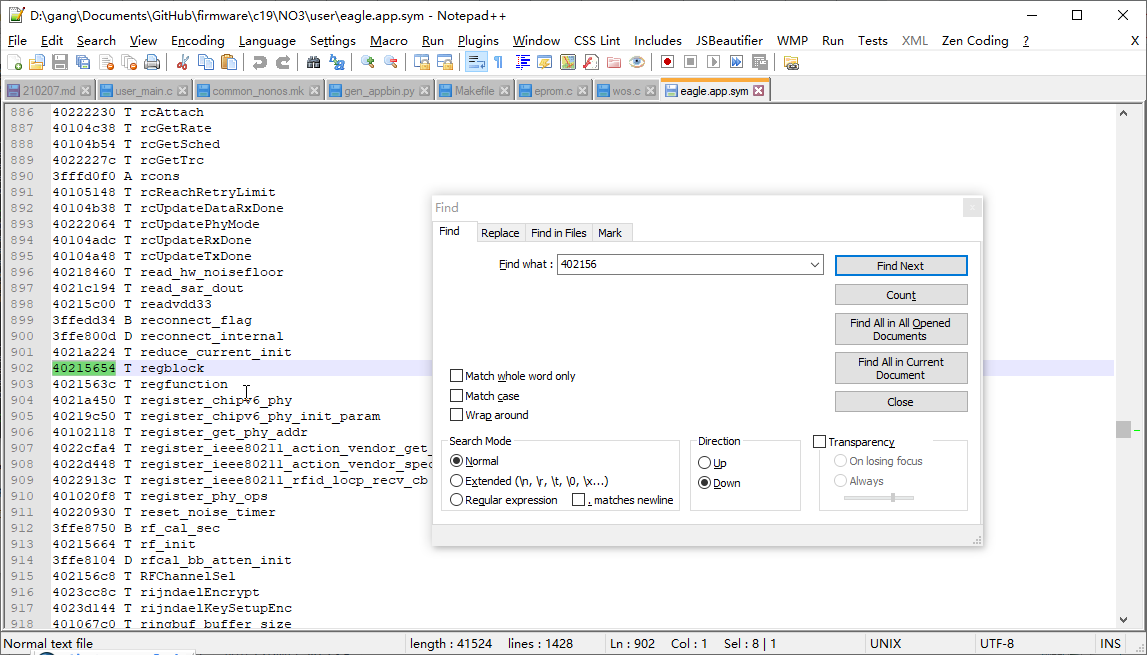 D:\gang\Documents\GitHub\firmware\c19\NO3\user\eagle.app.sym - Notepad++
File Edit Search View Encoding Language Settings Macro Run Plugins Window CSS Lint Includes JSBeautifier WMP Run Tests XML Zen Coding ? X
210207.md user_main.c common_nonos.mk gen_appbin.py Makefile eprom.c wos.c eagle.app.sym
886 40222230 T rcAttach
887 40104c38 T rcGetRate
888 40104b54 T rcGetSched
889 4022227c T rcGetTrc
890 3fffd0f0 A rcons
891 40105148 T rcReachRetryLimit
892 40104b38 T rcUpdateDataRxDone
893 40222064 T rcUpdatePhyMode
894 40104adc T rcUpdateRxDone
895 40104a48 T rcUpdateTxDone
896 40218460 T read_hw_noisefloor
897 4021c194 T read_sar_dout
898 40215c00 T readvdd33
899 3ffedd34 B reconnect_flag
900 3ffe800d D reconnect_internal
901 4021a224 T reduce_current_init
902 40215654 T regblock
903 4021563c T regfunction
904 4021a450 T register_chipv6_phy
905 40219c50 T register_chipv6_phy_init_param
906 40102118 T register_get_phy_addr
907 4022cfa4 T register_ieee80211_action_vendor_get_
908 4022d448 T register_ieee80211_action_vendor_spec
909 4022913c T register_ieee80211_rfid_locp_recv_cb
910 401020f8 T register_phy_ops
911 40220930 T reset_noise_timer
912 3ffe8750 B rf_cal_sec
913 40215664 T rf_init
914 3ffe8104 D rfcal_bb_atten_init
915 402156c8 T RFChannelSel
916 4023cc8c T rijndaelEncrypt
917 4023d144 T rijndaelKeySetupEnc
918 401067c0 T ringbuf_buffer_size
Find
Find Replace Find in Files Mark
Find what : 402156
Find Next
Count
Find All in All Opened Documents
Find All in Current Document
Close
Match whole word only
Match case
Wrap around
Search Mode
Normal
Extended (\n, \r, \t, \0, \x...)
Regular expression . matches newline
Direction
Up
Down
Transparency
On losing focus
Always
Normal text file length : 41524 lines : 1428 Ln : 902 Col : 1 Sel : 8 | 1 UNIX UTF-8 INS